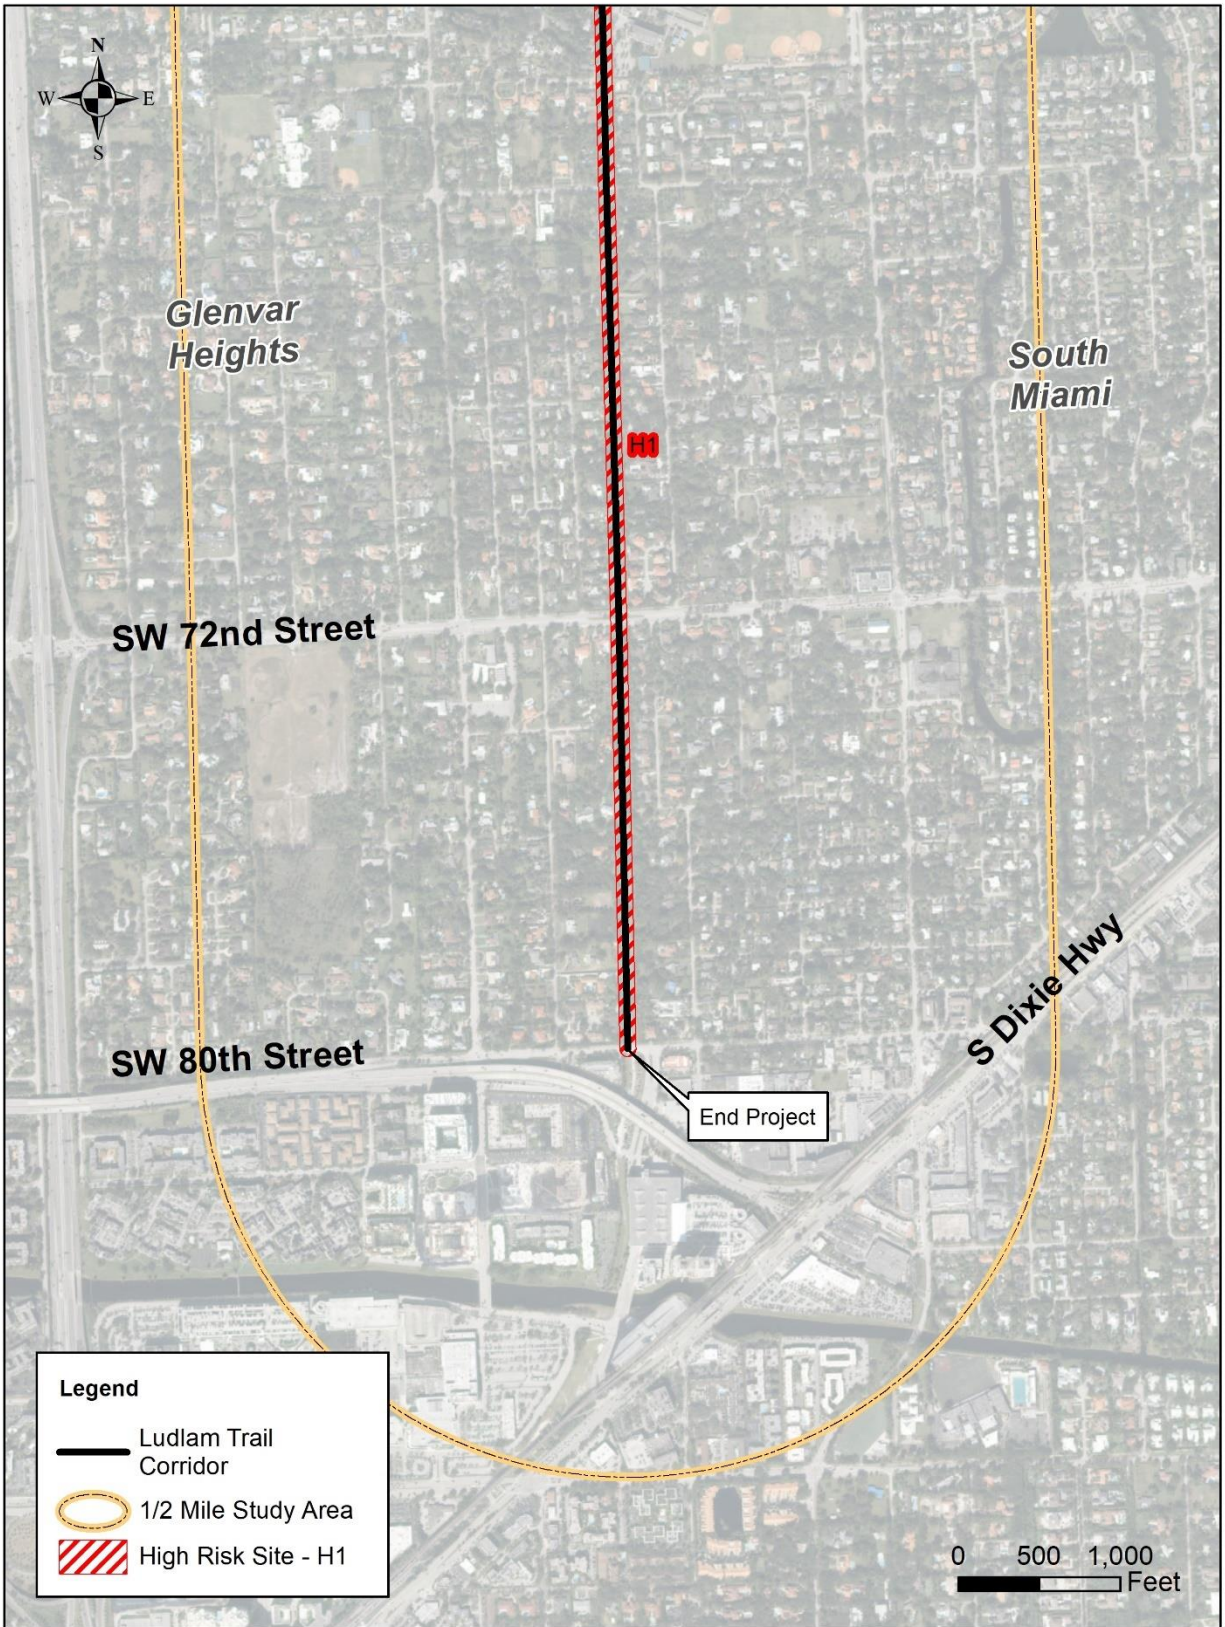 N
W E
S
Glenvar
Heights
South
Miami
H1
SW 72nd Street
S Dixie Hwy
SW 80th Street
End Project
Legend
Ludlam Trail
Corridor
1/2 Mile Study Area
High Risk Site - H1
0 500 1,000
Feet